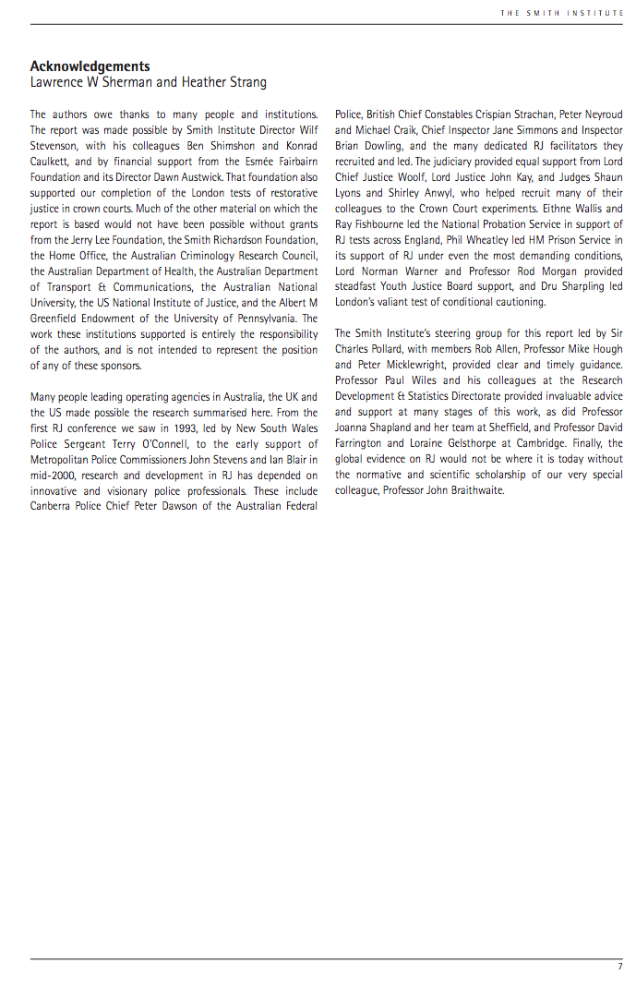 THE SMITH INSTITUTE
Acknowledgements
Lawrence W Sherman and Heather Strang
The authors owe thanks to many people and institutions.
The report was made possible by Smith Institute Director Wilf
Stevenson, with his colleagues Ben Shimshon and Konrad
Caulkett, and by financial support from the Esmée Fairbairn
Foundation and its Director Dawn Austwick. That foundation also
supported our completion of the London tests of restorative
justice in crown courts. Much of the other material on which the
report is based would not have been possible without grants
from the Jerry Lee Foundation, the Smith Richardson Foundation,
the Home Office, the Australian Criminology Research Council,
the Australian Department of Health, the Australian Department
of Transport & Communications, the Australian National
University, the US National Institute of Justice, and the Albert M
Greenfield Endowment of the University of Pennsylvania. The
work these institutions supported is entirely the responsibility
of the authors, and is not intended to represent the position
of any of these sponsors.
Many people leading operating agencies in Australia, the UK and
the US made possible the research summarised here. From the
first RJ conference we saw in 1993, led by New South Wales
Police Sergeant Terry O'Connell, to the early support of
Metropolitan Police Commissioners John Stevens and Ian Blair in
mid-2000, research and development in RJ has depended on
innovative and visionary police professionals. These include
Canberra Police Chief Peter Dawson of the Australian Federal
Police, British Chief Constables Crispian Strachan, Peter Neyroud
and Michael Craik, Chief Inspector Jane Simmons and Inspector
Brian Dowling, and the many dedicated RJ facilitators they
recruited and led. The judiciary provided equal support from Lord
Chief Justice Woolf, Lord Justice John Kay, and Judges Shaun
Lyons and Shirley Anwyl, who helped recruit many of their
colleagues to the Crown Court experiments. Eithne Wallis and
Ray Fishbourne led the National Probation Service in support of
RJ tests across England, Phil Wheatley led HM Prison Service in
its support of RJ under even the most demanding conditions,
Lord Norman Warner and Professor Rod Morgan provided
steadfast Youth Justice Board support, and Dru Sharpling led
London's valiant test of conditional cautioning.
The Smith Institute's steering group for this report led by Sir
Charles Pollard, with members Rob Allen, Professor Mike Hough
and Peter Micklewright, provided clear and timely guidance.
Professor Paul Wiles and his colleagues at the Research
Development & Statistics Directorate provided invaluable advice
and support at many stages of this work, as did Professor
Joanna Shapland and her team at Sheffield, and Professor David
Farrington and Loraine Gelsthorpe at Cambridge. Finally, the
global evidence on RJ would not be where it is today without
the normative and scientific scholarship of our very special
colleague, Professor John Braithwaite.
7